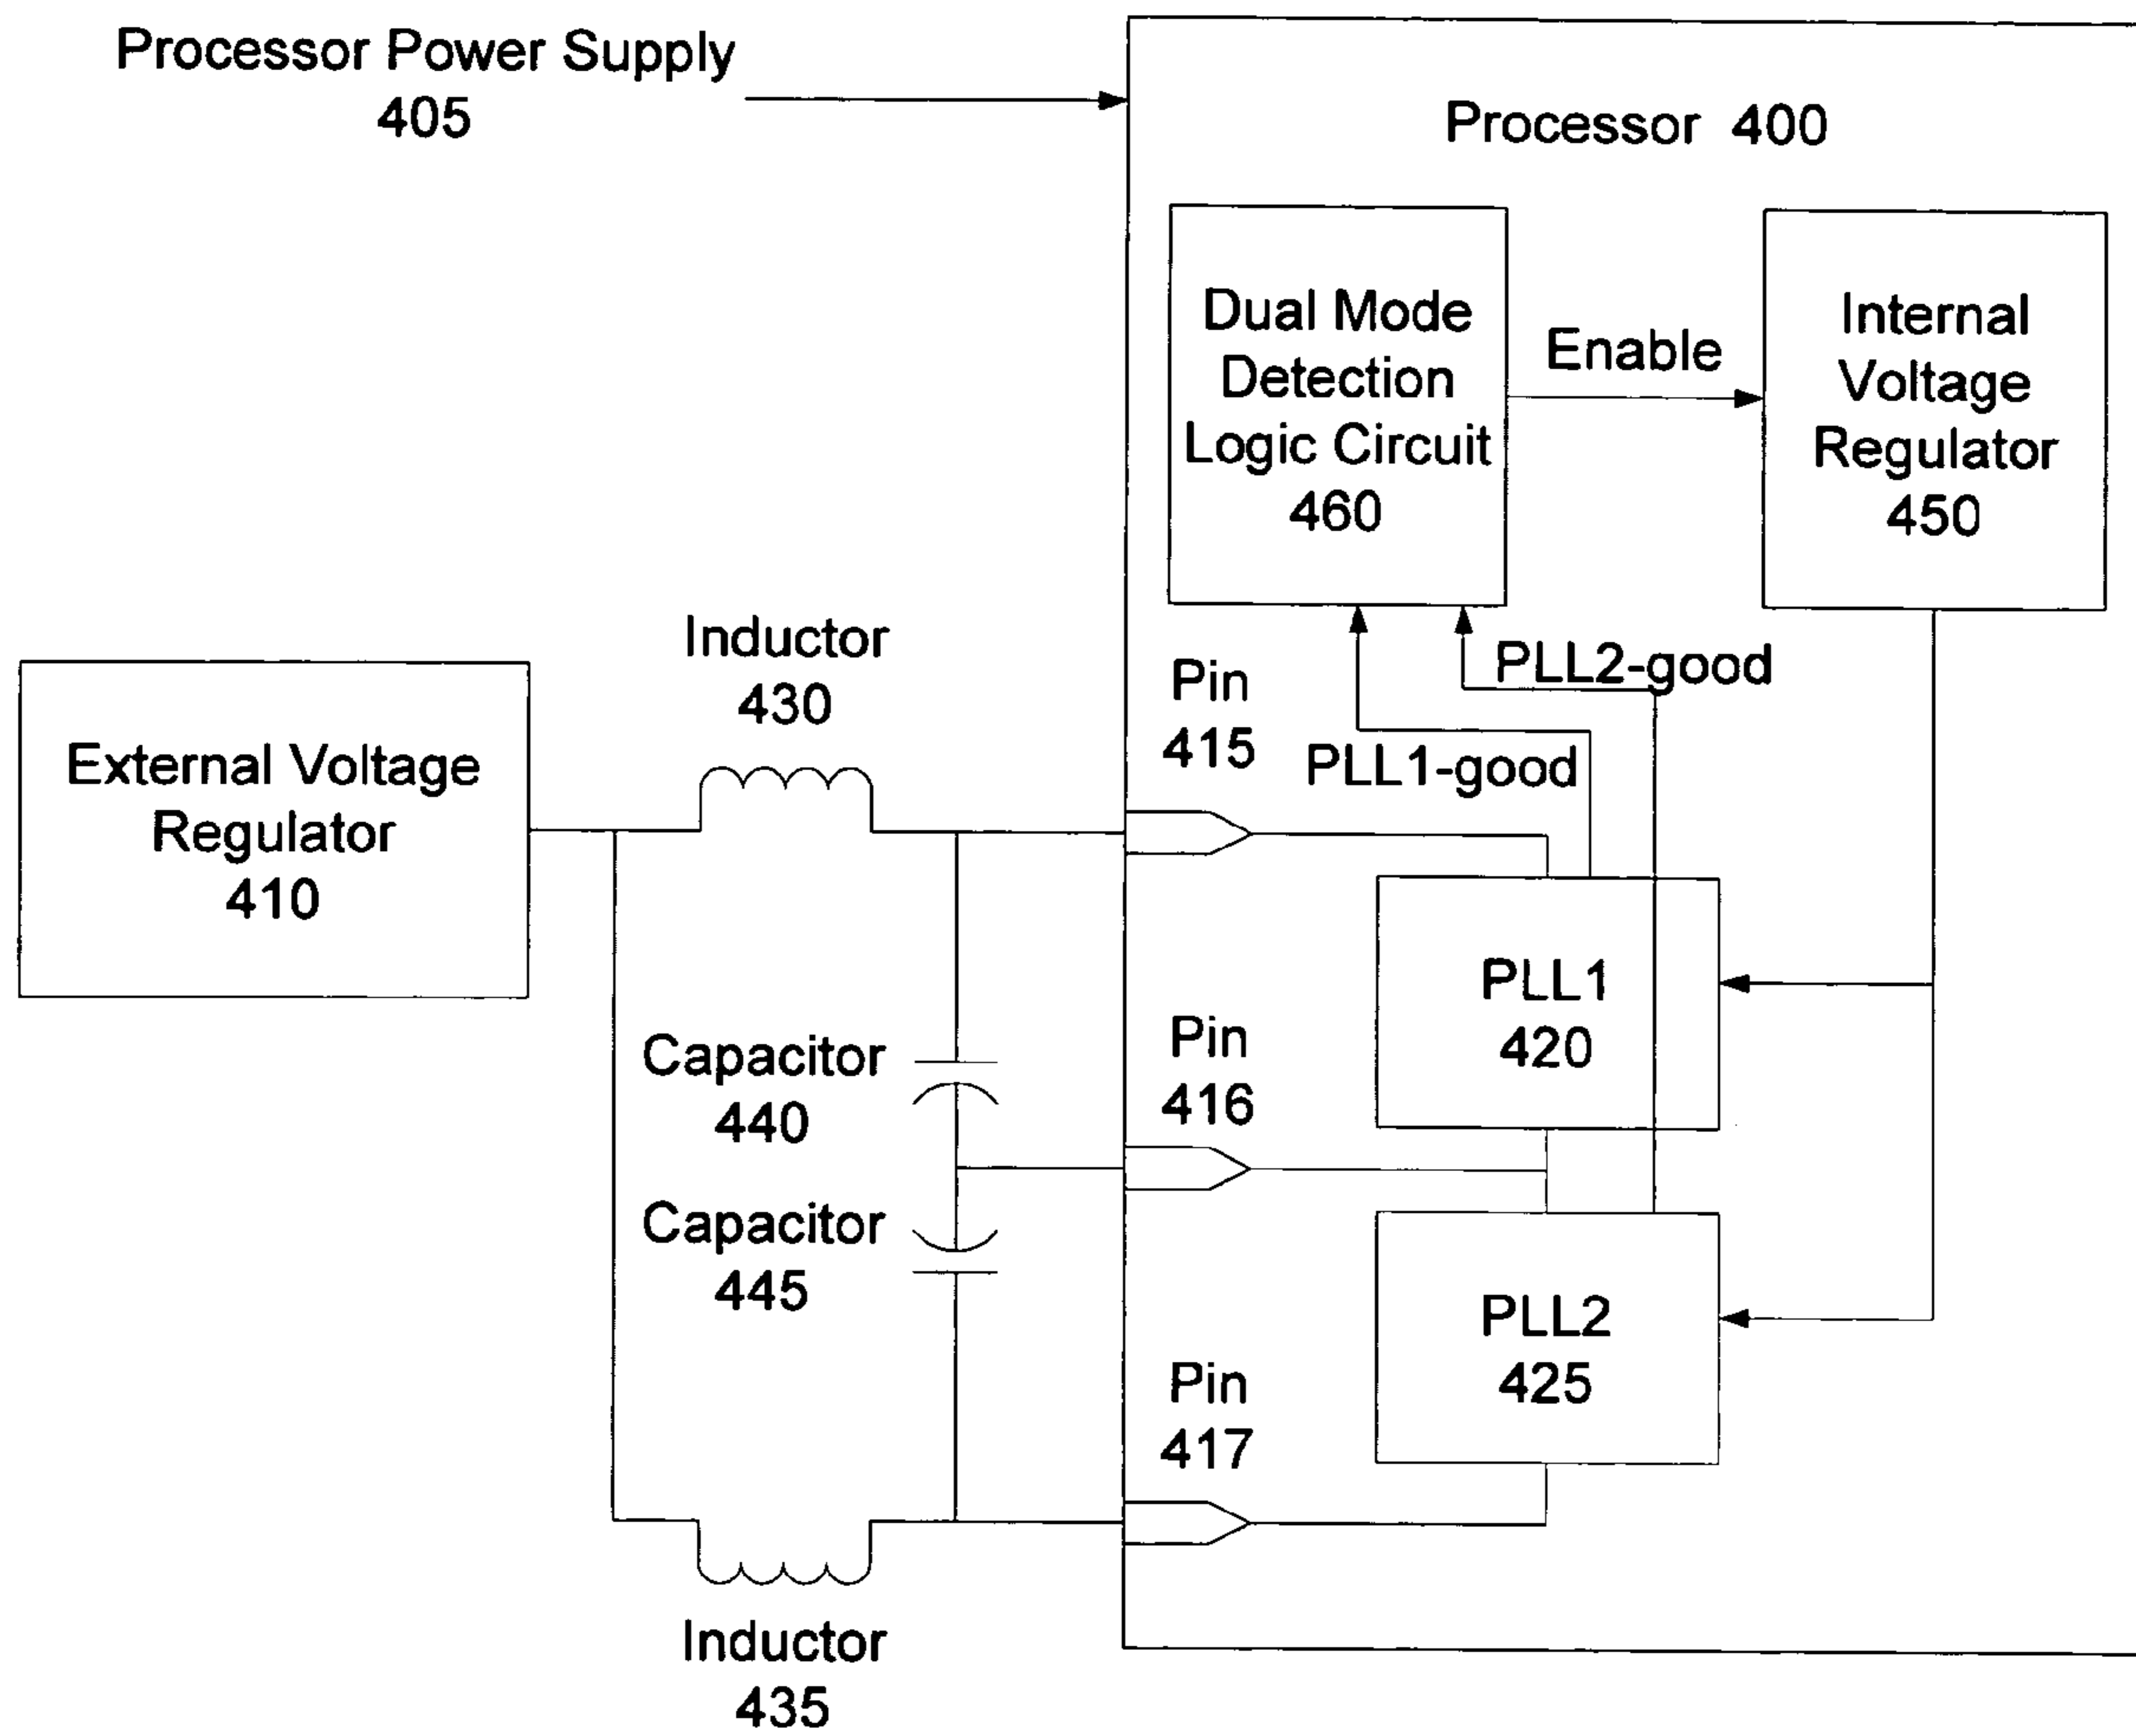 Processor Power Supply
405
Processor 400
Dual Mode
Detection
Logic Circuit
460
Enable
Internal
Voltage
Regulator
450
External Voltage
Regulator
410
Inductor
430
Pin
415
PLL2-good
PLL1-good
Capacitor
440
Capacitor
445
Pin
416
PLL1
420
PLL2
425
Pin
417
Inductor
435